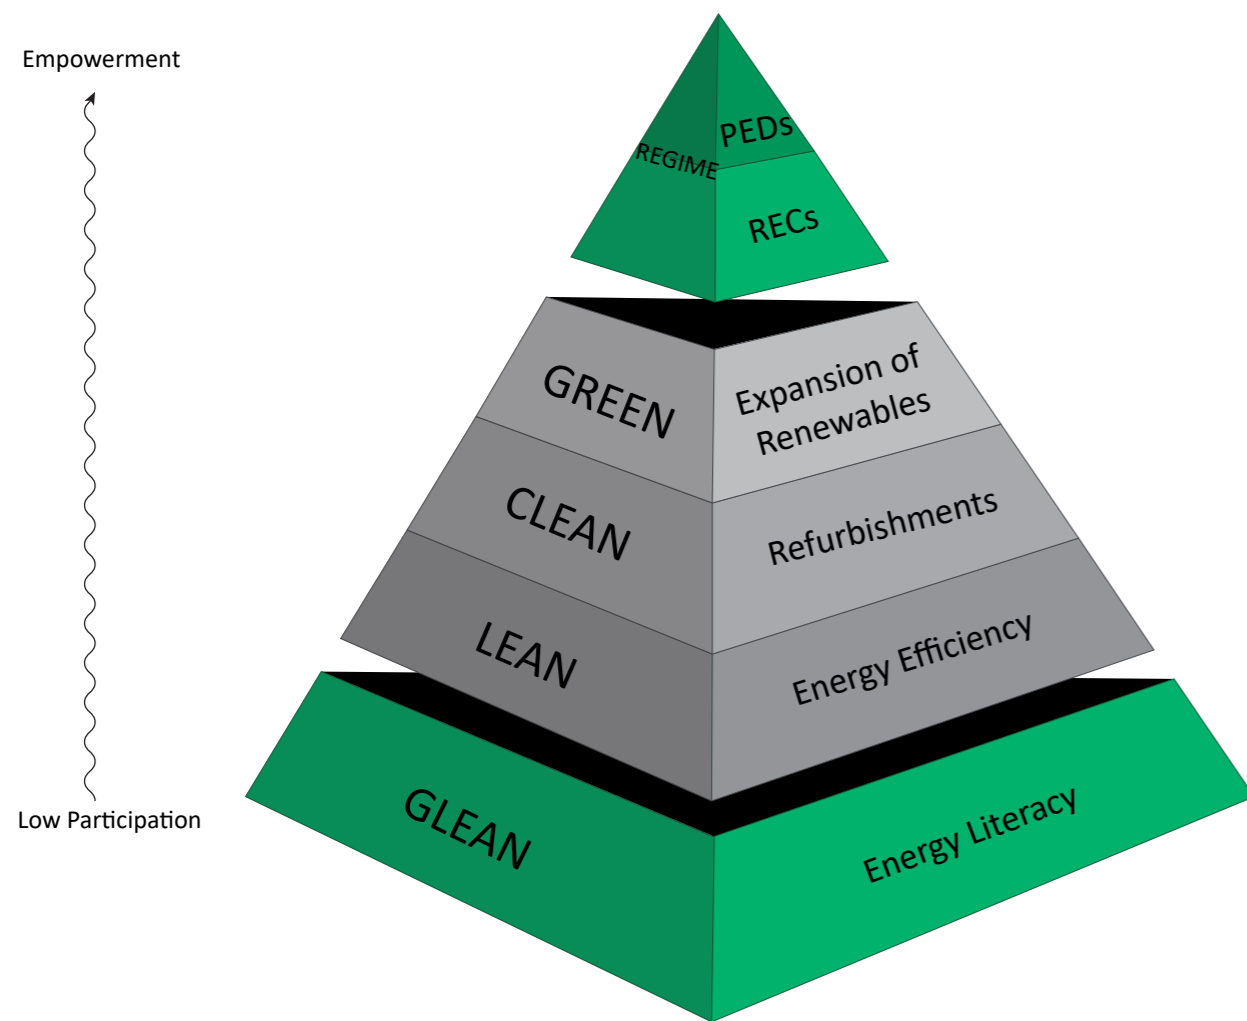 Empowerment
PEDs
REGIME
RECs
GREEN
Expansion of
Renewables
CLEAN
Refurbishments
LEAN
Energy Efficiency
Low Participation
GLEAN
Energy Literacy